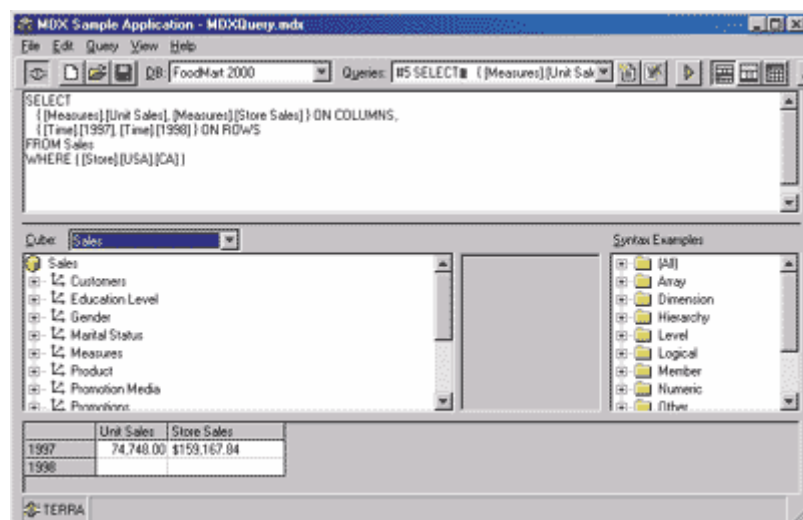 MDX Sample Application - MDXQuery.mdx
File Edit Query View Help
DB: FoodMart 2000 Queries: #5 SELECT { [Measures].[Unit Sale
SELECT
{ [Measures].[Unit Sales], [Measures].[Store Sales] } ON COLUMNS,
{ [Time].[1997], [Time].[1998] } ON ROWS
FROM Sales
WHERE ( [Store].[USA].[CA] )
Cube: Sales
Syntax Examples
Sales
Customers
Education Level
Gender
Marital Status
Measures
Product
Promotion Media
Promotions
(All)
Array
Dimension
Hierarchy
Level
Logical
Member
Numeric
Other
Unit Sales Store Sales
1997 74,748.00 $159,167.84
1998
TERRA